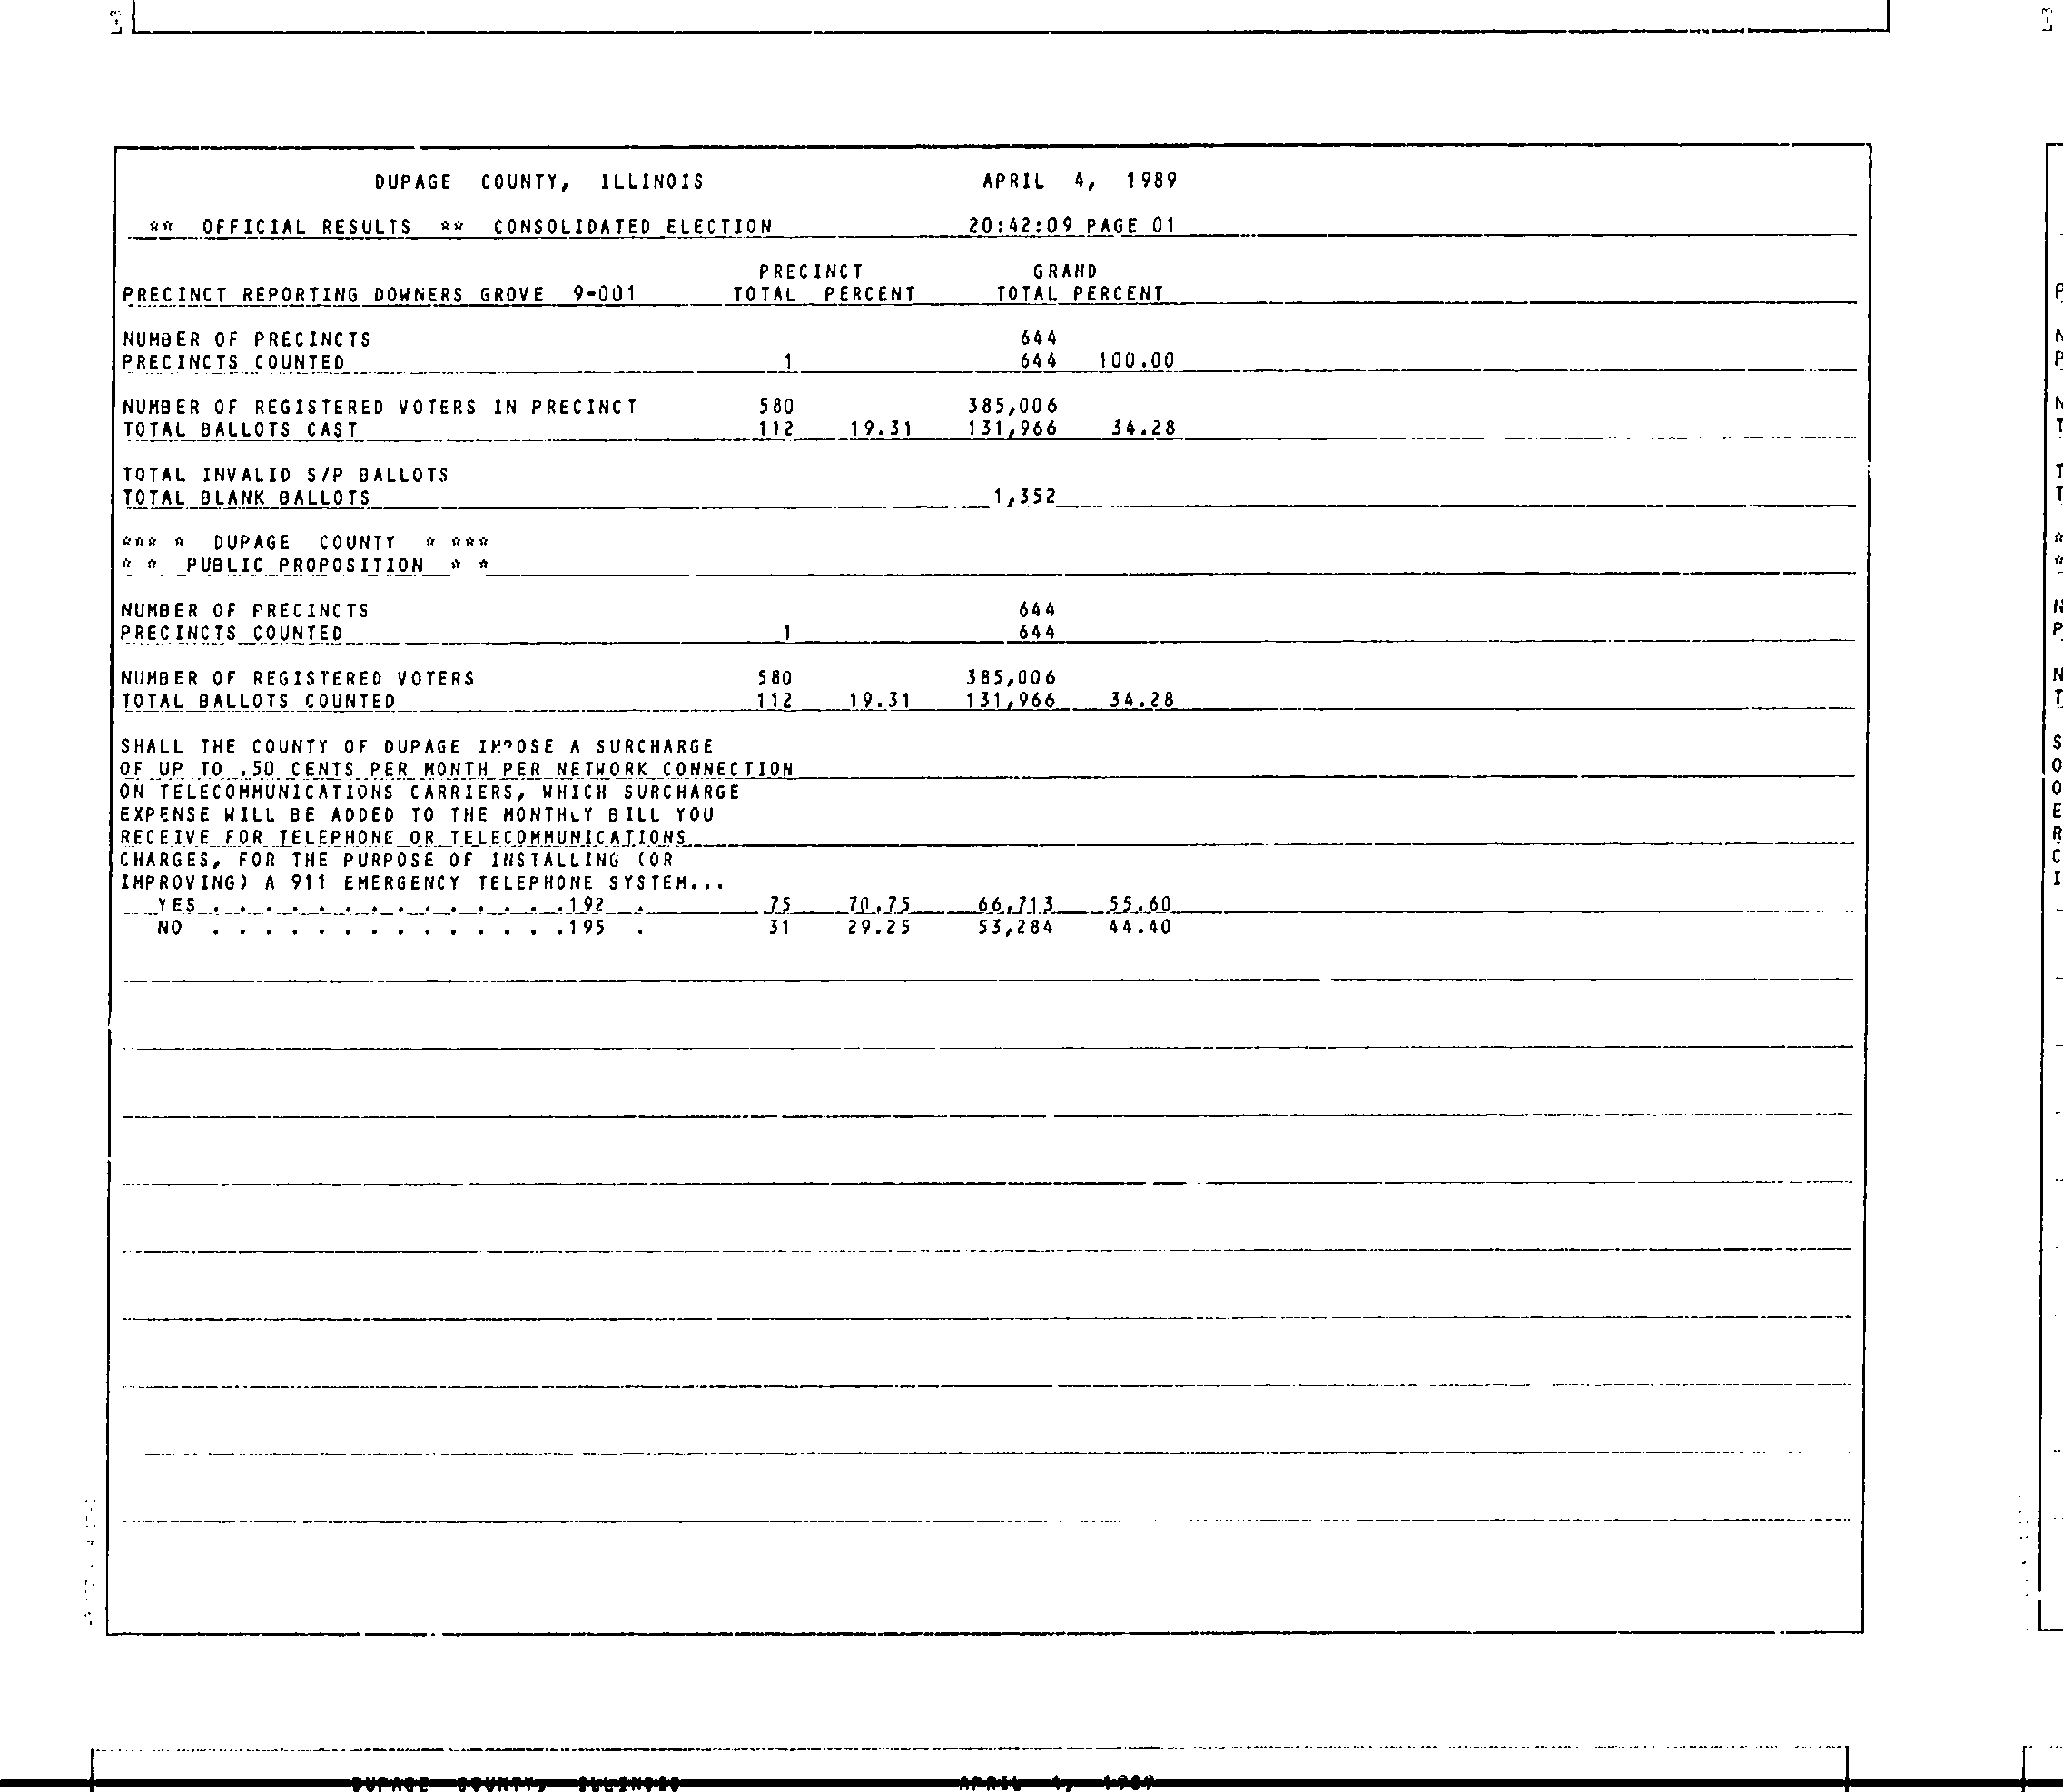 DUPAGE COUNTY, ILLINOIS APRIL 4, 1989
** OFFICIAL RESULTS ** CONSOLIDATED ELECTION 20:42:09 PAGE 01
PRECINCT GRAND
PRECINCT REPORTING DOWNERS GROVE 9-001 TOTAL PERCENT TOTAL PERCENT
NUMBER OF PRECINCTS 644
PRECINCTS COUNTED 1 644 100.00
NUMBER OF REGISTERED VOTERS IN PRECINCT 580 385,006
TOTAL BALLOTS CAST 112 19.31 131,966 34.28
TOTAL INVALID S/P BALLOTS
TOTAL BLANK BALLOTS 1,352
*** * DUPAGE COUNTY * ***
* * PUBLIC PROPOSITION * *
NUMBER OF PRECINCTS 644
PRECINCTS COUNTED 1 644
NUMBER OF REGISTERED VOTERS 580 385,006
TOTAL BALLOTS COUNTED 112 19.31 131,966 34.28
SHALL THE COUNTY OF DUPAGE IMPOSE A SURCHARGE
OF UP TO .50 CENTS PER MONTH PER NETWORK CONNECTION
ON TELECOMMUNICATIONS CARRIERS, WHICH SURCHARGE
EXPENSE WILL BE ADDED TO THE MONTHLY BILL YOU
RECEIVE FOR TELEPHONE OR TELECOMMUNICATIONS
CHARGES, FOR THE PURPOSE OF INSTALLING (OR
IMPROVING) A 911 EMERGENCY TELEPHONE SYSTEM...
YES . . . . . . . . . . . . . .192 . 75 70.75 66,713 55.60
NO . . . . . . . . . . . . . .195 . 31 29.25 53,284 44.40
DUPAGE COUNTY, ILLINOIS APRIL 4, 1989